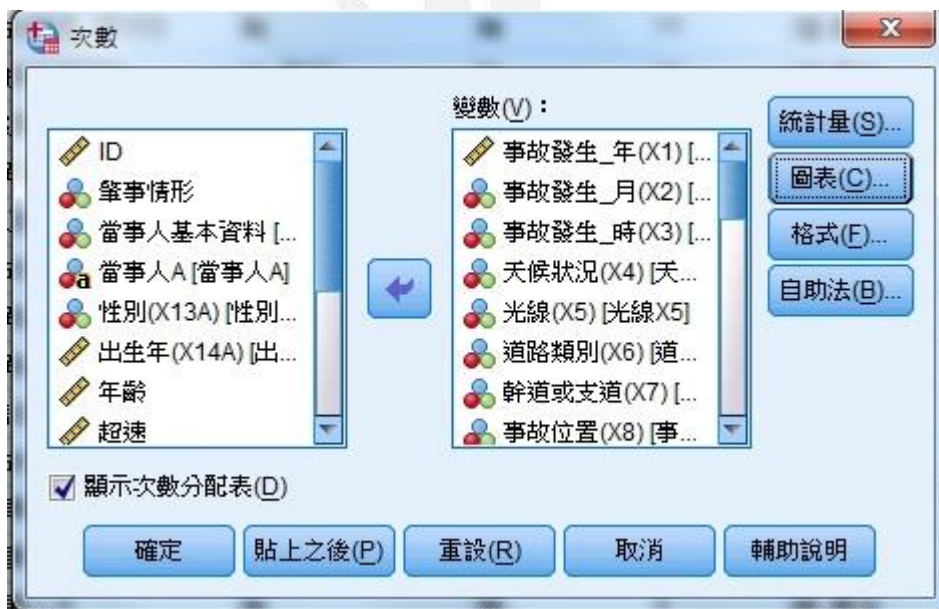 次數
變數(V)：
ID
肇事情形
當事人基本資料 [...
當事人A [當事人A]
性別(X13A) [性別...
出生年(X14A) [出...
年齡
超速
事故發生_年(X1) [...
事故發生_月(X2) [...
事故發生_時(X3) [...
天候狀況(X4) [天...
光線(X5) [光線X5]
道路類別(X6) [道...
幹道或支道(X7) [...
事故位置(X8) [事...
統計量(S)...
圖表(C)...
格式(F)...
自助法(B)...
顯示次數分配表(D)
確定
貼上之後(P)
重設(R)
取消
輔助說明